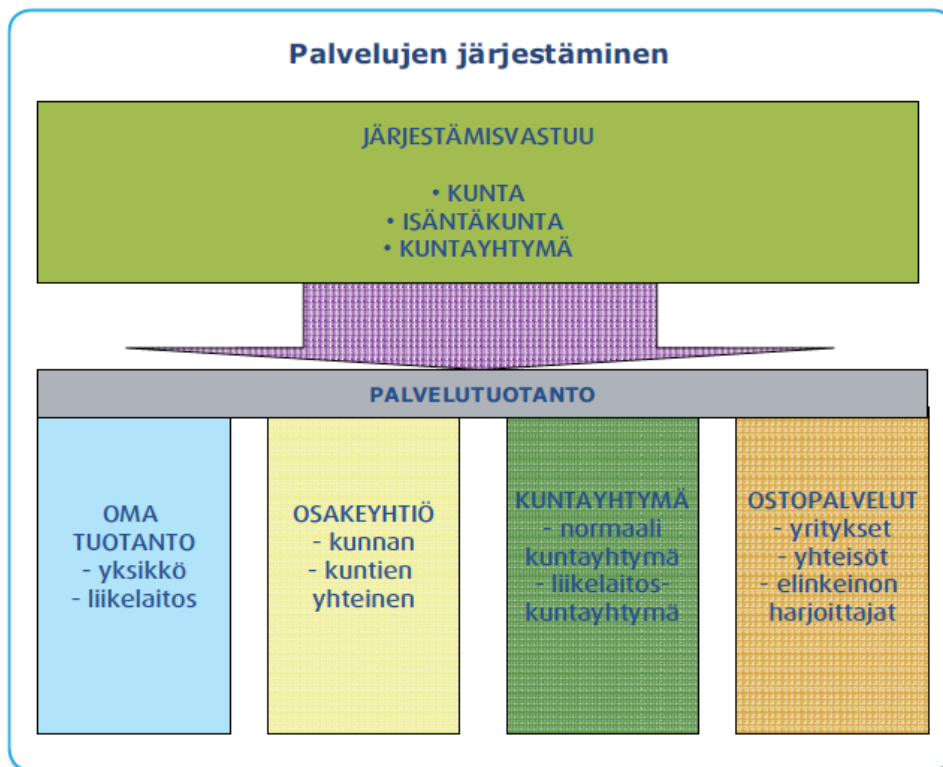 Palvelujen järjestäminen
JÄRJESTÄMISVASTUU
• KUNTA
• ISÄNTÄKUNTA
• KUNTAYHTYMÄ
PALVELUTUOTANTO
OMA
TUOTANTO
- yksikkö
- liikelaitos
OSAKEYHTIÖ
- kunnan
- kuntien
yhteinen
KUNTAYHTYMÄ
- normaali
kuntayhtymä
- liikelaitos-
kuntayhtymä
OSTOPALVELUT
- yritykset
- yhteisöt
- elinkeinon
harjoittajat